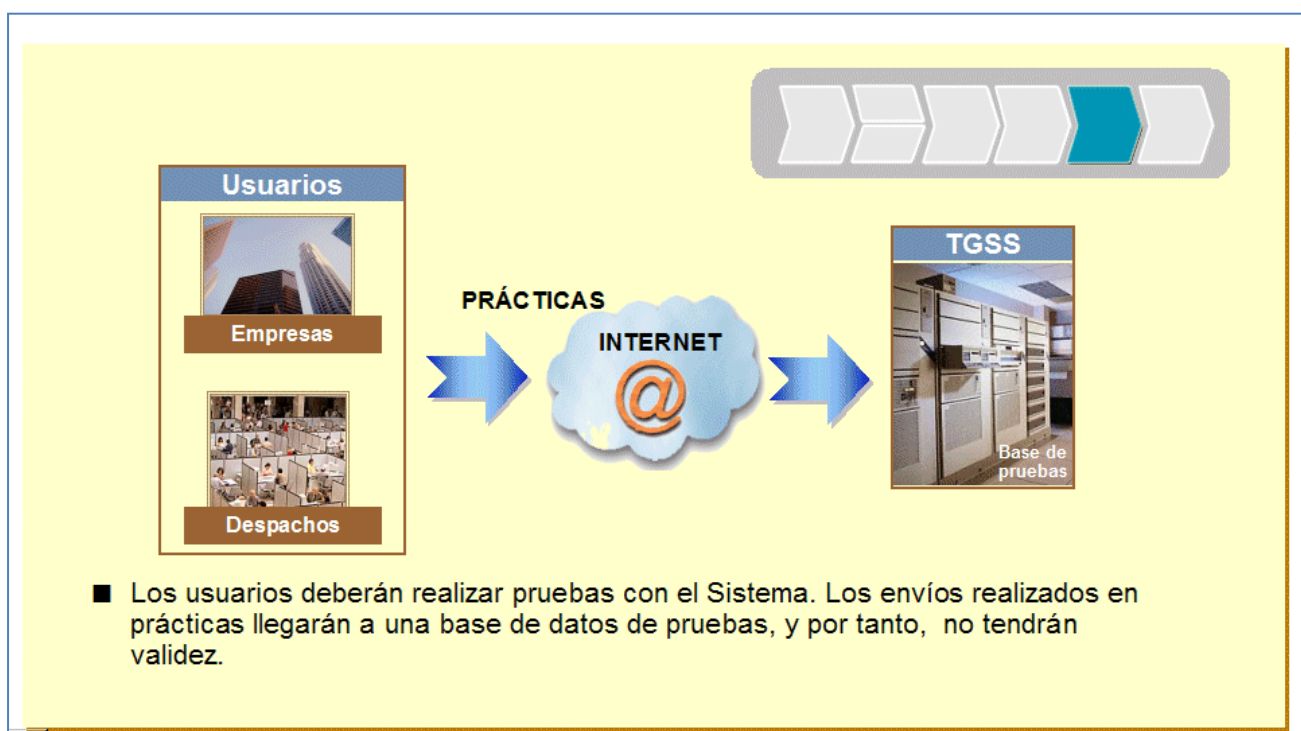 Usuarios
Empresas
Despachos
PRÁCTICAS
INTERNET
@
TGSS
Base de
pruebas
■ Los usuarios deberán realizar pruebas con el Sistema. Los envíos realizados en
prácticas llegarán a una base de datos de pruebas, y por tanto, no tendrán
validez.